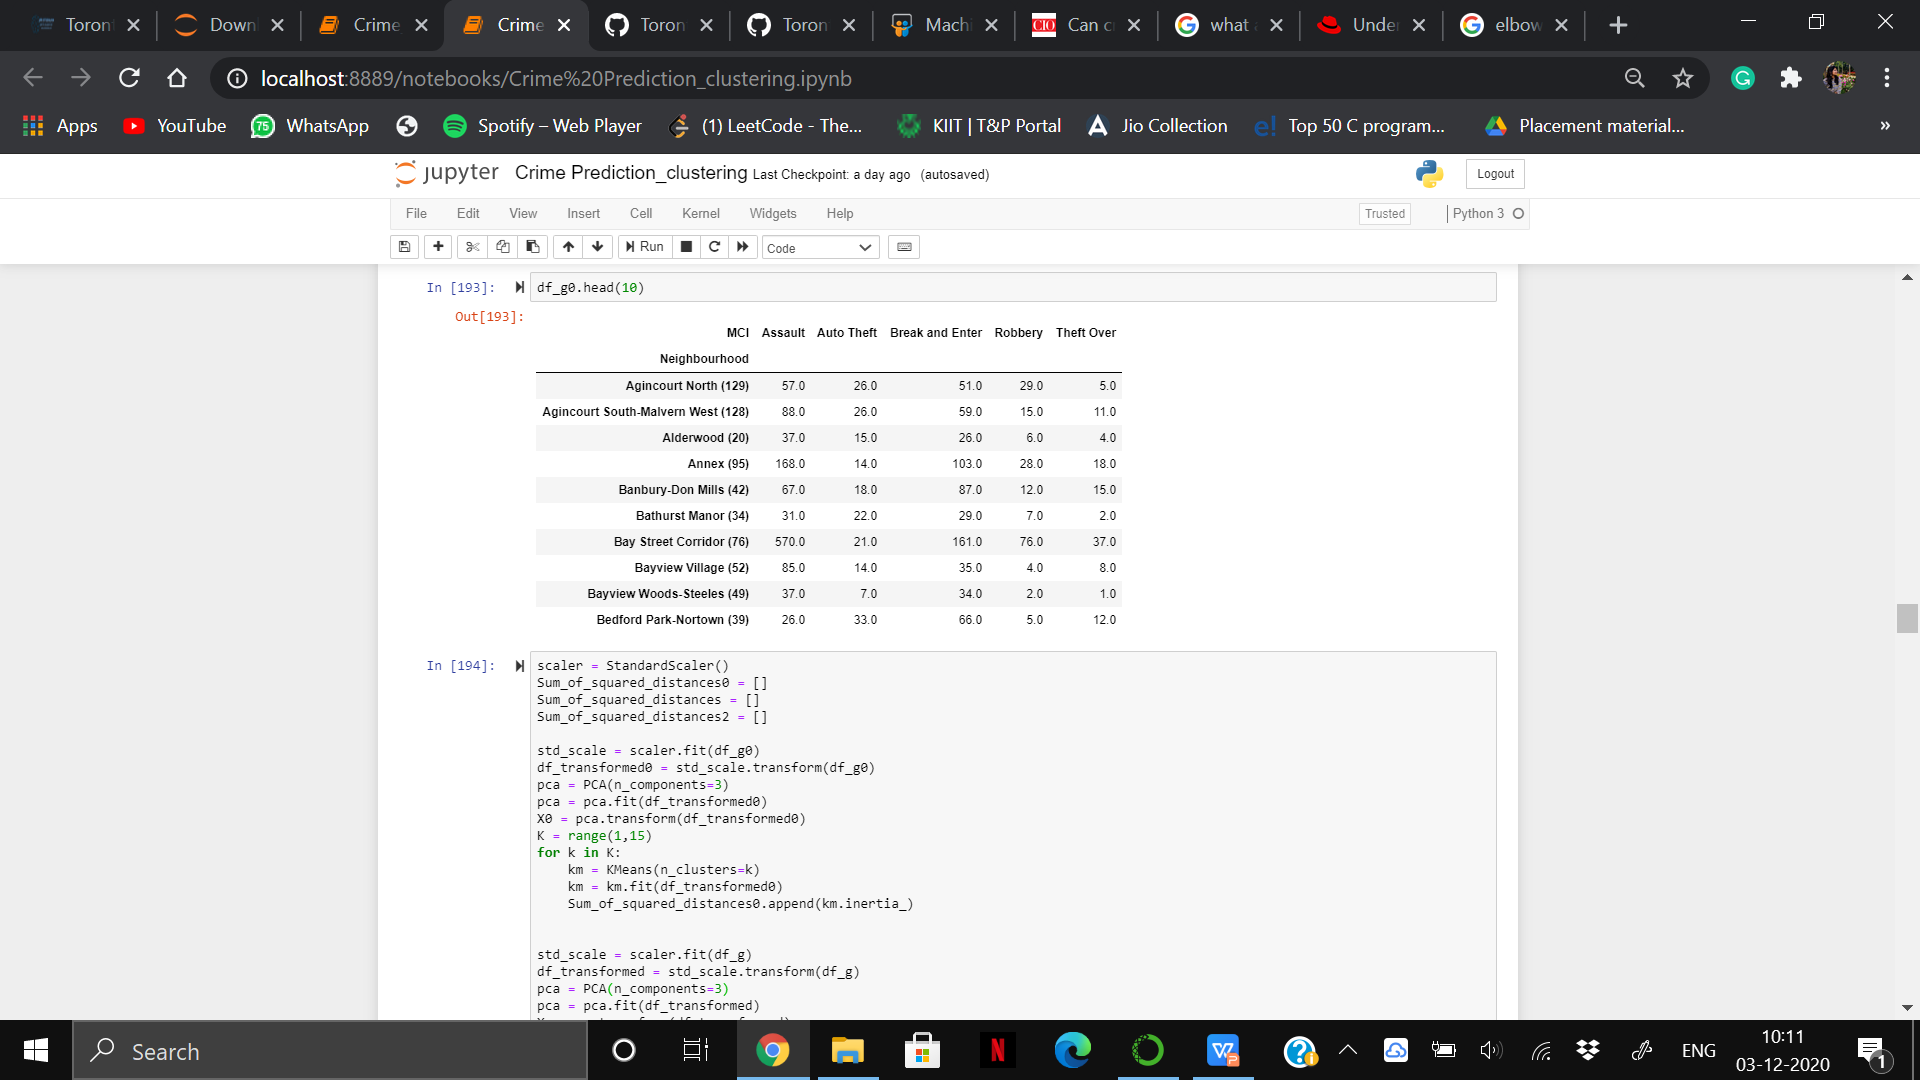 Toron Down Crime Crime Toron Toron Machi Can c what Under elbow
localhost:8889/notebooks/Crime%20Prediction_clustering.ipynb
Apps YouTube 75 WhatsApp Spotify – Web Player (1) LeetCode - The... KIIT | T&P Portal Jio Collection e! Top 50 C program... Placement material... »
jupyter Crime Prediction_clustering Last Checkpoint: a day ago (autosaved) Logout
File Edit View Insert Cell Kernel Widgets Help Trusted Python 3
Run Code
In [193]: df_g0.head(10)
Out[193]:
MCI Assault Auto Theft Break and Enter Robbery Theft Over
Neighbourhood
Agincourt North (129) 57.0 26.0 51.0 29.0 5.0
Agincourt South-Malvern West (128) 88.0 26.0 59.0 15.0 11.0
Alderwood (20) 37.0 15.0 26.0 6.0 4.0
Annex (95) 168.0 14.0 103.0 28.0 18.0
Banbury-Don Mills (42) 67.0 18.0 87.0 12.0 15.0
Bathurst Manor (34) 31.0 22.0 29.0 7.0 2.0
Bay Street Corridor (76) 570.0 21.0 161.0 76.0 37.0
Bayview Village (52) 85.0 14.0 35.0 4.0 8.0
Bayview Woods-Steeles (49) 37.0 7.0 34.0 2.0 1.0
Bedford Park-Nortown (39) 26.0 33.0 66.0 5.0 12.0
In [194]: scaler = StandardScaler()
Sum_of_squared_distances0 = []
Sum_of_squared_distances = []
Sum_of_squared_distances2 = []
std_scale = scaler.fit(df_g0)
df_transformed0 = std_scale.transform(df_g0)
pca = PCA(n_components=3)
pca = pca.fit(df_transformed0)
X0 = pca.transform(df_transformed0)
K = range(1,15)
for k in K:
km = KMeans(n_clusters=k)
km = km.fit(df_transformed0)
Sum_of_squared_distances0.append(km.inertia_)
std_scale = scaler.fit(df_g)
df_transformed = std_scale.transform(df_g)
pca = PCA(n_components=3)
pca = pca.fit(df_transformed)
Search ENG 10:11
03-12-2020 1